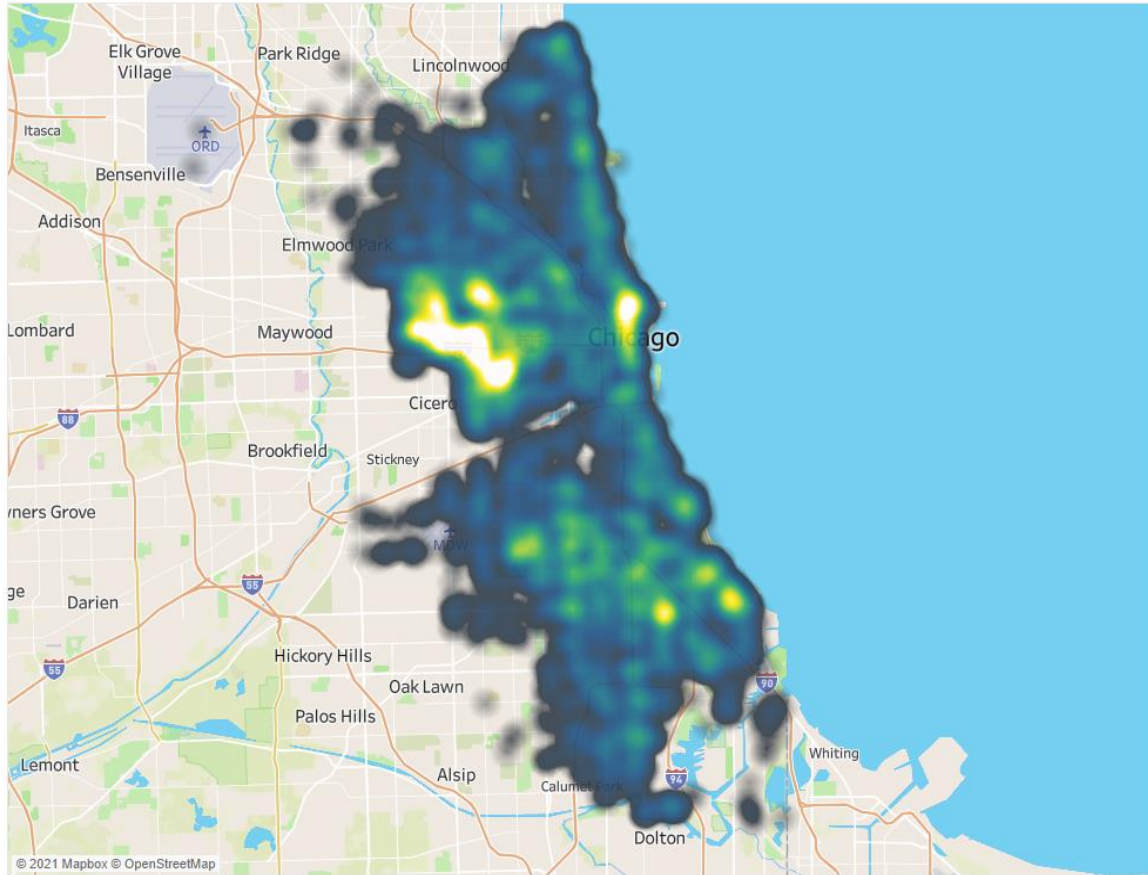 Elk Grove
Village
Park Ridge
Lincolnwood
Itasca
ORD
Bensenville
Addison
Elmwood Park
Lombard
Maywood
Chicago
Cicero
88
Brookfield
Stickney
ners Grove
MDW
55
ge
Darien
Hickory Hills
55
Oak Lawn
90
Palos Hills
Whiting
Lemont
Alsip
Calumet Park
94
Dolton
© 2021 Mapbox © OpenStreetMap